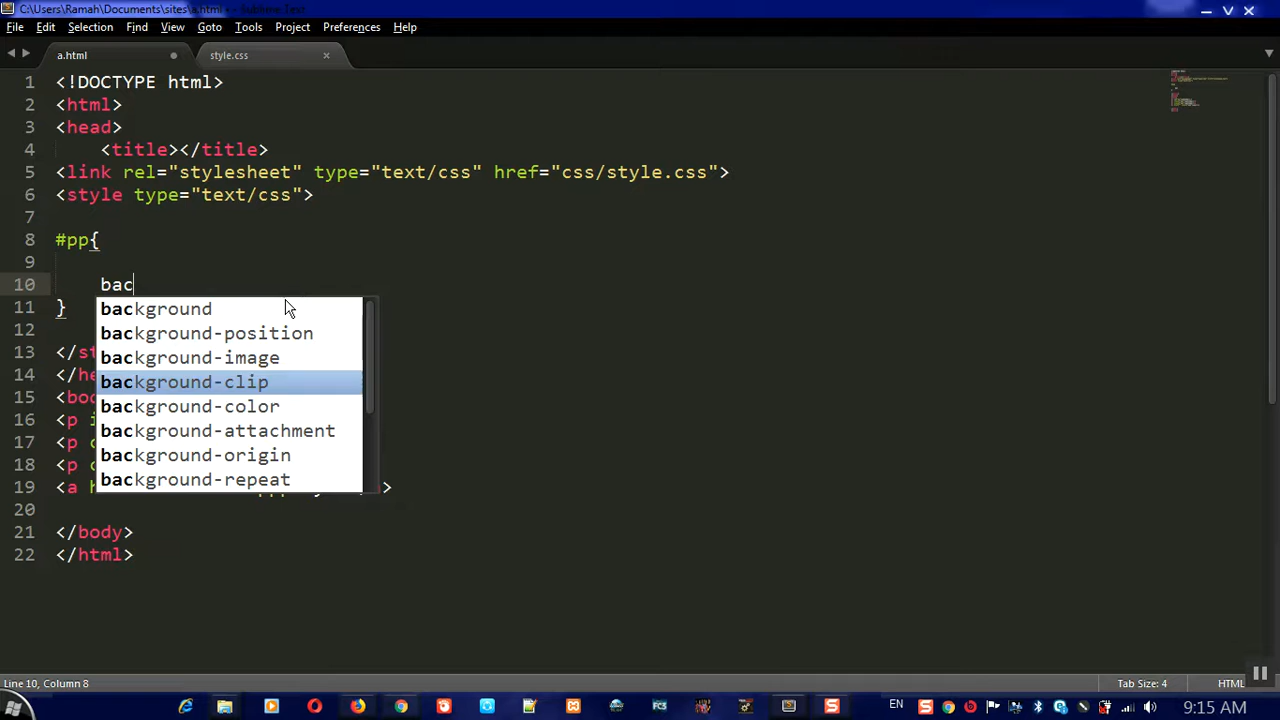 C:\Users\Ramah\Documents\sites\a.html
File Edit Selection Find View Goto Tools Project Preferences Help
a.html style.css
1 <!DOCTYPE html>
2 <html>
3 <head>
4 <title></title>
5 <link rel="stylesheet" type="text/css" href="css/style.css">
6 <style type="text/css">
7
8 #pp{
9
10 bac
11 }
background
12
background-position
13 </st
background-image
14 </he
background-clip
15 <bo
background-color
16 <p i
background-attachment
17 <p c
background-origin
18 <p c
background-repeat
19 <a h >
20
21 </body>
22 </html>
Line 10, Column 8 Tab Size: 4 HTML
EN 9:15 AM